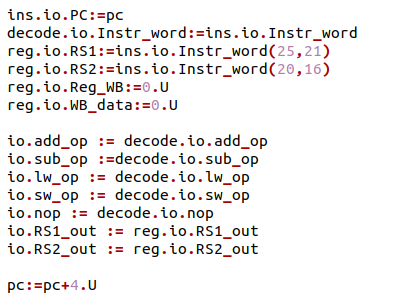 ins.io.PC:=pc
decode.io.Instr_word:=ins.io.Instr_word
reg.io.RS1:=ins.io.Instr_word(25,21)
reg.io.RS2:=ins.io.Instr_word(20,16)
reg.io.Reg_WB:=0.U
reg.io.WB_data:=0.U

io.add_op := decode.io.add_op
io.sub_op :=decode.io.sub_op
io.lw_op := decode.io.lw_op
io.sw_op := decode.io.sw_op
io.nop := decode.io.nop
io.RS1_out := reg.io.RS1_out
io.RS2_out := reg.io.RS2_out

pc:=pc+4.U